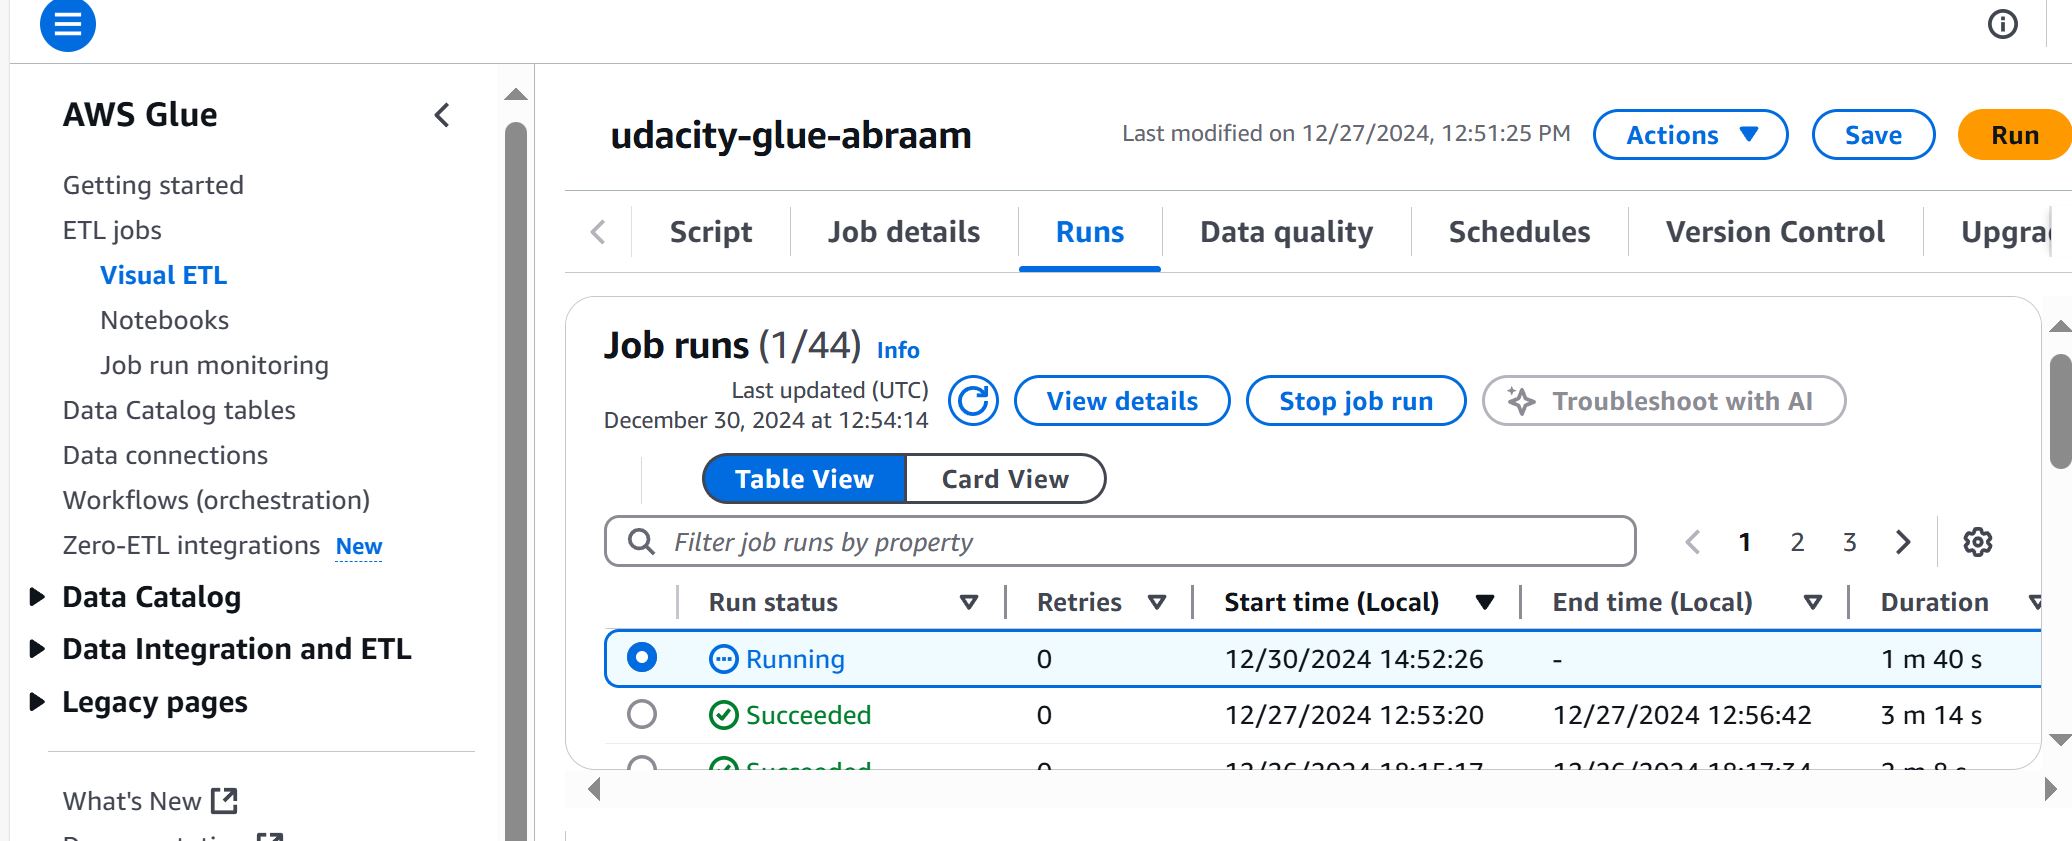 AWS Glue
Getting started
ETL jobs
Visual ETL
Notebooks
Job run monitoring
Data Catalog tables
Data connections
Workflows (orchestration)
Zero-ETL integrations New
Data Catalog
Data Integration and ETL
Legacy pages
What's New
udacity-glue-abraam
Last modified on 12/27/2024, 12:51:25 PM
Actions
Save
Run
Script
Job details
Runs
Data quality
Schedules
Version Control
Upgra
Job runs (1/44) Info
Last updated (UTC)
December 30, 2024 at 12:54:14
View details
Stop job run
Troubleshoot with AI
Table View
Card View
Filter job runs by property
1 2 3
Run status Retries Start time (Local) End time (Local) Duration
Running 0 12/30/2024 14:52:26 - 1 m 40 s
Succeeded 0 12/27/2024 12:53:20 12/27/2024 12:56:42 3 m 14 s
Succeeded 0